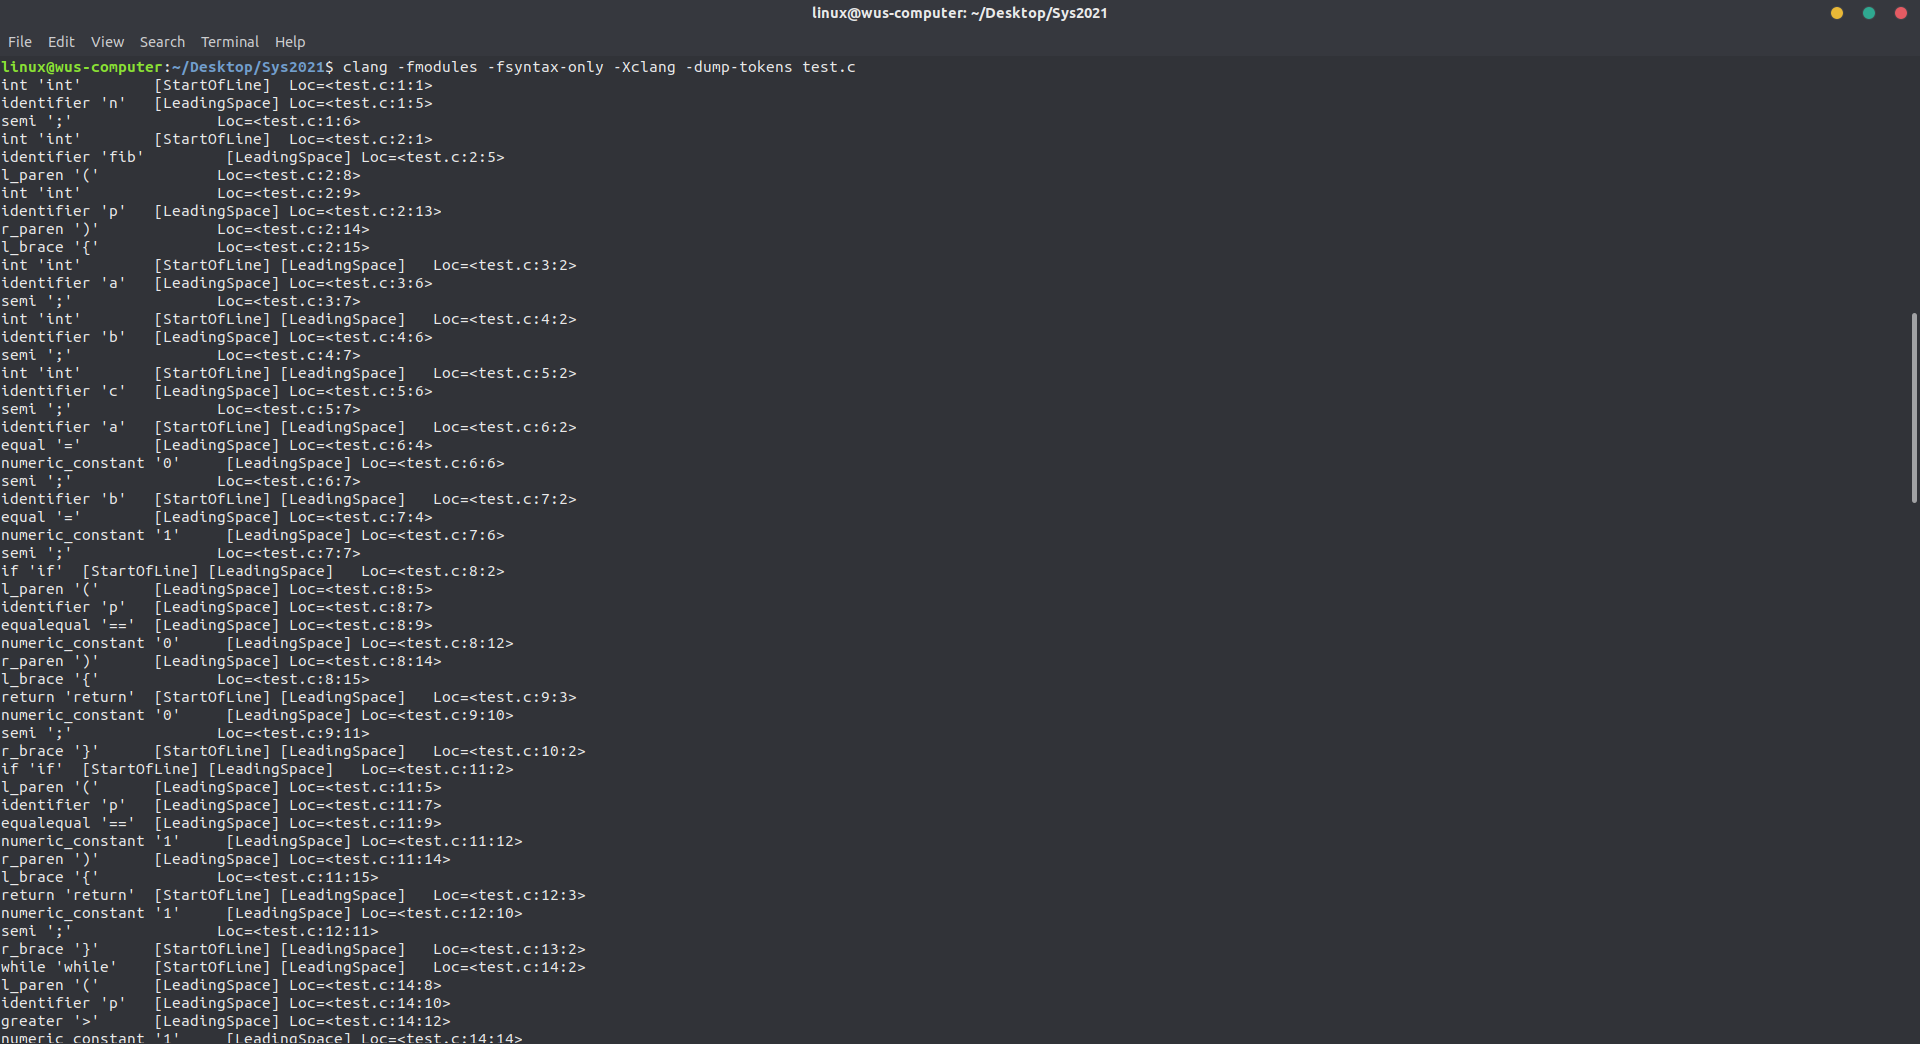 linux@wus-computer: ~/Desktop/Sys2021
File Edit View Search Terminal Help
linux@wus-computer:~/Desktop/Sys2021$ clang -fmodules -fsyntax-only -Xclang -dump-tokens test.c
int 'int' [StartOfLine] Loc=<test.c:1:1>
identifier 'n' [LeadingSpace] Loc=<test.c:1:5>
semi ';' Loc=<test.c:1:6>
int 'int' [StartOfLine] Loc=<test.c:2:1>
identifier 'fib' [LeadingSpace] Loc=<test.c:2:5>
l_paren '(' Loc=<test.c:2:8>
int 'int' Loc=<test.c:2:9>
identifier 'p' [LeadingSpace] Loc=<test.c:2:13>
r_paren ')' Loc=<test.c:2:14>
l_brace '{' Loc=<test.c:2:15>
int 'int' [StartOfLine] [LeadingSpace] Loc=<test.c:3:2>
identifier 'a' [LeadingSpace] Loc=<test.c:3:6>
semi ';' Loc=<test.c:3:7>
int 'int' [StartOfLine] [LeadingSpace] Loc=<test.c:4:2>
identifier 'b' [LeadingSpace] Loc=<test.c:4:6>
semi ';' Loc=<test.c:4:7>
int 'int' [StartOfLine] [LeadingSpace] Loc=<test.c:5:2>
identifier 'c' [LeadingSpace] Loc=<test.c:5:6>
semi ';' Loc=<test.c:5:7>
identifier 'a' [StartOfLine] [LeadingSpace] Loc=<test.c:6:2>
equal '=' [LeadingSpace] Loc=<test.c:6:4>
numeric_constant '0' [LeadingSpace] Loc=<test.c:6:6>
semi ';' Loc=<test.c:6:7>
identifier 'b' [StartOfLine] [LeadingSpace] Loc=<test.c:7:2>
equal '=' [LeadingSpace] Loc=<test.c:7:4>
numeric_constant '1' [LeadingSpace] Loc=<test.c:7:6>
semi ';' Loc=<test.c:7:7>
if 'if' [StartOfLine] [LeadingSpace] Loc=<test.c:8:2>
l_paren '(' [LeadingSpace] Loc=<test.c:8:5>
identifier 'p' [LeadingSpace] Loc=<test.c:8:7>
equalequal '==' [LeadingSpace] Loc=<test.c:8:9>
numeric_constant '0' [LeadingSpace] Loc=<test.c:8:12>
r_paren ')' [LeadingSpace] Loc=<test.c:8:14>
l_brace '{' Loc=<test.c:8:15>
return 'return' [StartOfLine] [LeadingSpace] Loc=<test.c:9:3>
numeric_constant '0' [LeadingSpace] Loc=<test.c:9:10>
semi ';' Loc=<test.c:9:11>
r_brace '}' [StartOfLine] [LeadingSpace] Loc=<test.c:10:2>
if 'if' [StartOfLine] [LeadingSpace] Loc=<test.c:11:2>
l_paren '(' [LeadingSpace] Loc=<test.c:11:5>
identifier 'p' [LeadingSpace] Loc=<test.c:11:7>
equalequal '==' [LeadingSpace] Loc=<test.c:11:9>
numeric_constant '1' [LeadingSpace] Loc=<test.c:11:12>
r_paren ')' [LeadingSpace] Loc=<test.c:11:14>
l_brace '{' Loc=<test.c:11:15>
return 'return' [StartOfLine] [LeadingSpace] Loc=<test.c:12:3>
numeric_constant '1' [LeadingSpace] Loc=<test.c:12:10>
semi ';' Loc=<test.c:12:11>
r_brace '}' [StartOfLine] [LeadingSpace] Loc=<test.c:13:2>
while 'while' [StartOfLine] [LeadingSpace] Loc=<test.c:14:2>
l_paren '(' [LeadingSpace] Loc=<test.c:14:8>
identifier 'p' [LeadingSpace] Loc=<test.c:14:10>
greater '>' [LeadingSpace] Loc=<test.c:14:12>
numeric_constant '1' [LeadingSpace] Loc=<test.c:14:14>